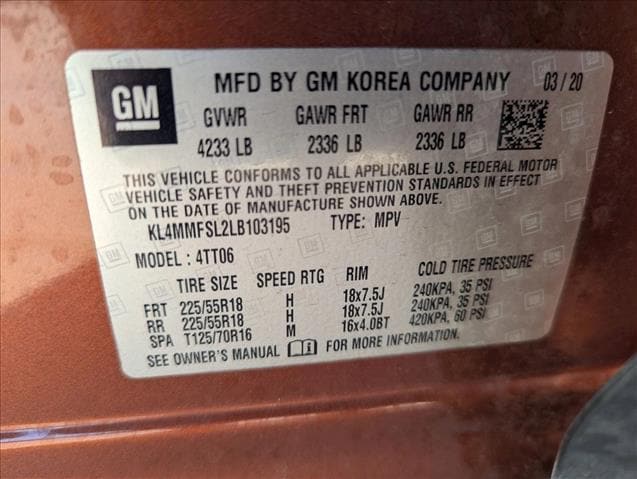 GM
MFD BY GM KOREA COMPANY 03/20
GVWR GAWR FRT GAWR RR
4233 LB 2336 LB 2336 LB
THIS VEHICLE CONFORMS TO ALL APPLICABLE U.S. FEDERAL MOTOR
VEHICLE SAFETY AND THEFT PREVENTION STANDARDS IN EFFECT
ON THE DATE OF MANUFACTURE SHOWN ABOVE.
KL4MMFSL2LB103195 TYPE: MPV
MODEL: 4TT06
TIRE SIZE SPEED RTG RIM COLD TIRE PRESSURE
FRT 225/55R18 H 18x7.5J 240KPA, 35 PSI
RR 225/55R18 H 18x7.5J 240KPA, 35 PSI
SPA T125/70R16 M 16x4.0BT 420KPA, 60 PSI
SEE OWNER'S MANUAL FOR MORE INFORMATION.